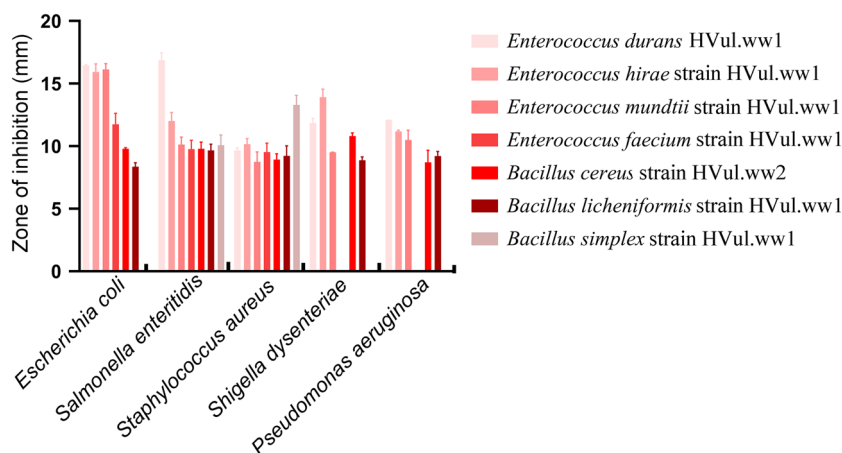 Zone of inhibition (mm)
20
15
10
5
0
Escherichia coli
Salmonella enteritidis
Staphylococcus aureus
Shigella dysenteriae
Pseudomonas aeruginosa
Enterococcus durans HVul.ww1
Enterococcus hirae strain HVul.ww1
Enterococcus mundtii strain HVul.ww1
Enterococcus faecium strain HVul.ww1
Bacillus cereus strain HVul.ww2
Bacillus licheniformis strain HVul.ww1
Bacillus simplex strain HVul.ww1